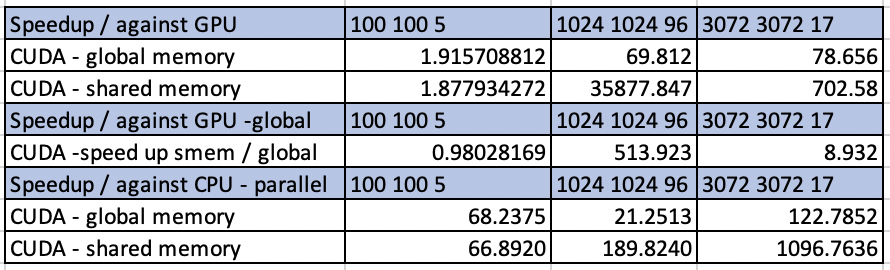 Speedup / against GPU 100 100 5 1024 1024 96 3072 3072 17
CUDA - global memory 1.915708812 69.812 78.656
CUDA - shared memory 1.877934272 35877.847 702.58
Speedup / against GPU -global 100 100 5 1024 1024 96 3072 3072 17
CUDA -speed up smem / global 0.98028169 513.923 8.932
Speedup / against CPU - parallel 100 100 5 1024 1024 96 3072 3072 17
CUDA - global memory 68.2375 21.2513 122.7852
CUDA - shared memory 66.8920 189.8240 1096.7636